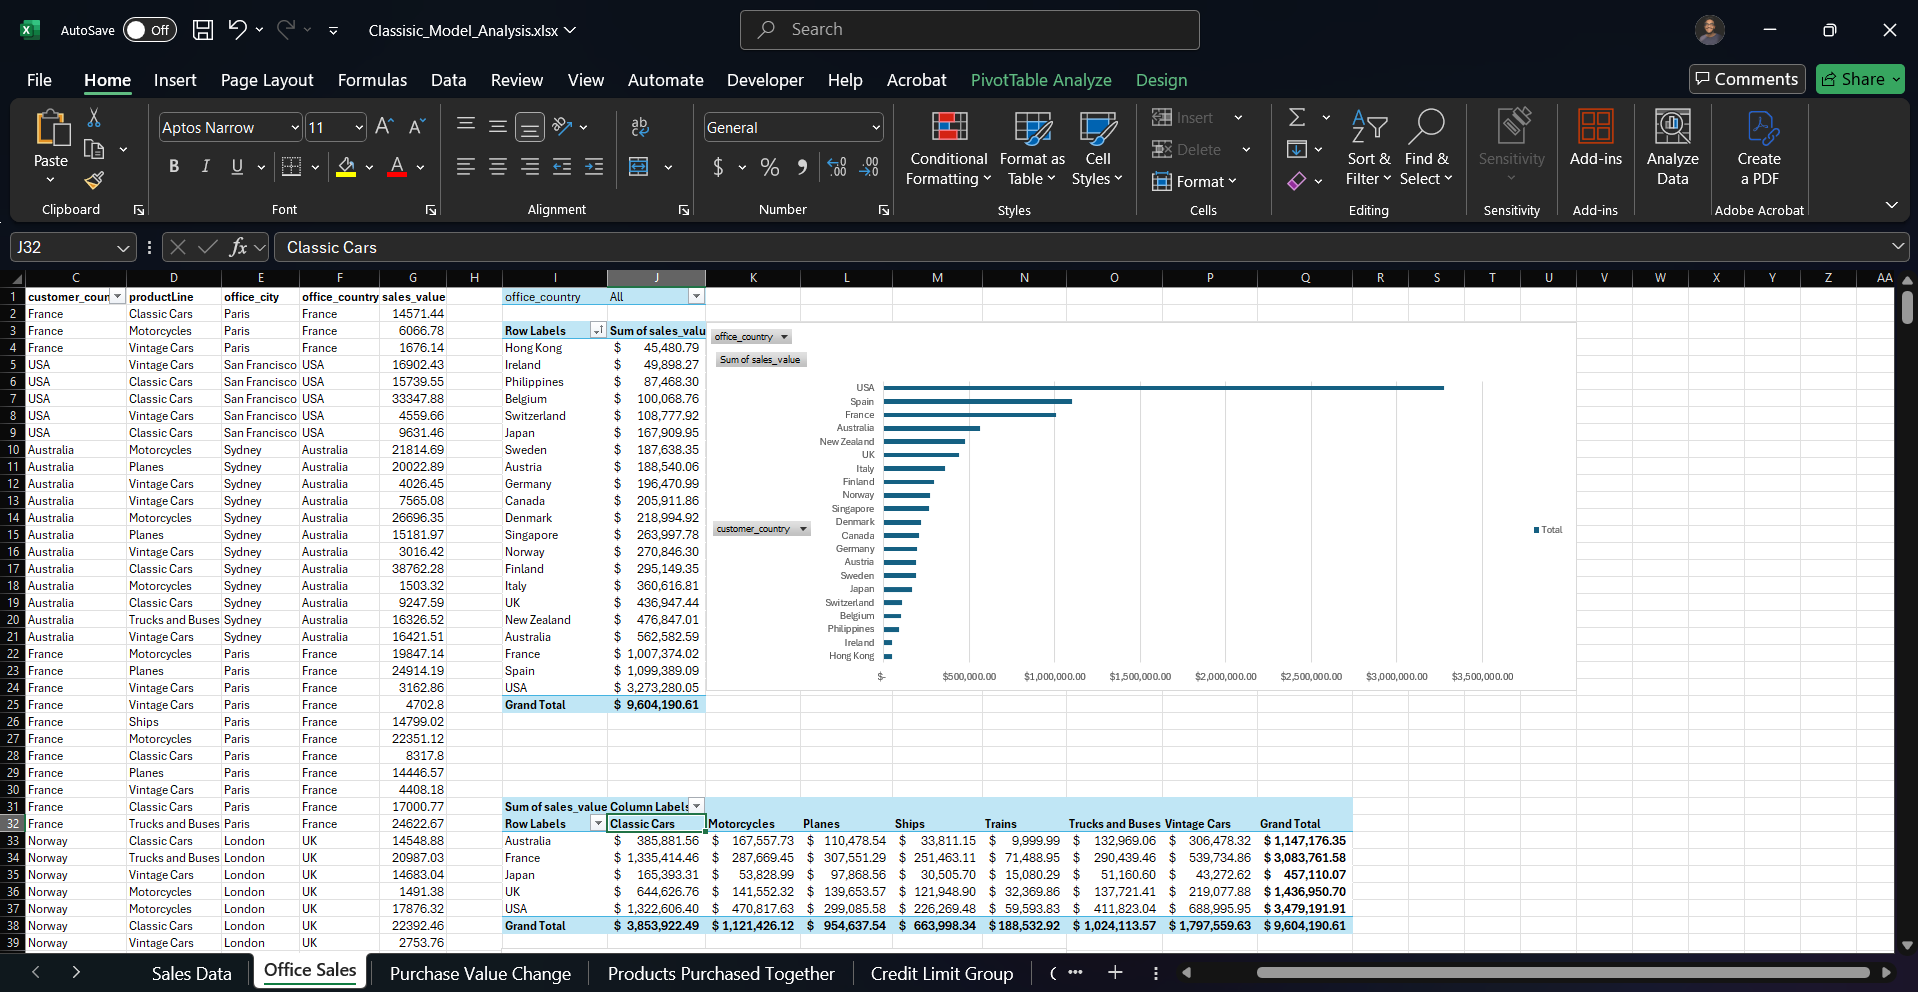 AutoSave Off Classisic_Model_Analysis.xlsx Search
File Home Insert Page Layout Formulas Data Review View Automate Developer Help Acrobat PivotTable Analyze Design Comments Share
Aptos Narrow 11 A A General Insert
Paste Conditional Formatting Format as Table Cell Styles Delete Sort & Filter Find & Select Sensitivity Add-ins Analyze Data Create a PDF
B I U A $ % , .00 .00 Format
Clipboard Font Alignment Number Styles Cells Editing Sensitivity Add-ins Adobe Acrobat
J32 fx Classic Cars
C D E F G H I J K L M N O P Q R S T U V W X Y Z AA
1 customer_coun productLine office_city office_country sales_value office_country All
2 France Classic Cars Paris France 14571.44
3 France Motorcycles Paris France 6066.78 Row Labels Sum of sales_valu
4 France Vintage Cars Paris France 1676.14 Hong Kong $ 45,480.79
5 USA Vintage Cars San Francisco USA 16902.43 Ireland $ 49,898.27
6 USA Classic Cars San Francisco USA 15739.55 Philippines $ 87,468.30
7 USA Classic Cars San Francisco USA 33347.88 Belgium $ 100,068.76
8 USA Vintage Cars San Francisco USA 4559.66 Switzerland $ 108,777.92
9 USA Classic Cars San Francisco USA 9631.46 Japan $ 167,909.95
10 Australia Motorcycles Sydney Australia 21814.69 Sweden $ 187,638.35
11 Australia Planes Sydney Australia 20022.89 Austria $ 188,540.06
12 Australia Vintage Cars Sydney Australia 4026.45 Germany $ 196,470.99
13 Australia Vintage Cars Sydney Australia 7565.08 Canada $ 205,911.86
14 Australia Motorcycles Sydney Australia 26696.35 Denmark $ 218,994.92
15 Australia Planes Sydney Australia 15181.97 Singapore $ 263,997.78
16 Australia Vintage Cars Sydney Australia 3016.42 Norway $ 270,846.30
17 Australia Classic Cars Sydney Australia 38762.28 Finland $ 295,149.35
18 Australia Motorcycles Sydney Australia 1503.32 Italy $ 360,616.81
19 Australia Classic Cars Sydney Australia 9247.59 UK $ 436,947.44
20 Australia Trucks and Buses Sydney Australia 16326.52 New Zealand $ 476,847.01
21 Australia Vintage Cars Sydney Australia 16421.51 Australia $ 562,582.59
22 France Motorcycles Paris France 19847.14 France $ 1,007,374.02
23 France Planes Paris France 24914.19 Spain $ 1,099,389.09
24 France Vintage Cars Paris France 3162.86 USA $ 3,273,280.05
25 France Vintage Cars Paris France 4702.8 Grand Total $ 9,604,190.61
26 France Ships Paris France 14799.02
27 France Motorcycles Paris France 22351.12
28 France Classic Cars Paris France 8317.8
29 France Planes Paris France 14446.57
30 France Vintage Cars Paris France 4408.18
31 France Classic Cars Paris France 17000.77 Sum of sales_value Column Labels
32 France Trucks and Buses Paris France 24622.67 Row Labels Classic Cars Motorcycles Planes Ships Trains Trucks and Buses Vintage Cars Grand Total
33 Norway Classic Cars London UK 14548.88 Australia $ 385,881.56 $ 167,557.73 $ 110,478.54 $ 33,811.15 $ 9,999.99 $ 132,969.06 $ 306,478.32 $ 1,147,176.35
34 Norway Trucks and Buses London UK 20987.03 France $ 1,335,414.46 $ 287,669.45 $ 307,551.29 $ 251,463.11 $ 71,488.95 $ 290,439.46 $ 539,734.86 $ 3,083,761.58
35 Norway Vintage Cars London UK 14683.04 Japan $ 165,393.31 $ 53,828.99 $ 97,868.56 $ 30,505.70 $ 15,080.29 $ 51,160.60 $ 43,272.62 $ 457,110.07
36 Norway Motorcycles London UK 1491.38 UK $ 644,626.76 $ 141,552.32 $ 139,653.57 $ 121,948.90 $ 32,369.86 $ 137,721.41 $ 219,077.88 $ 1,436,950.70
37 Norway Motorcycles London UK 17876.32 USA $ 1,322,606.40 $ 470,817.63 $ 299,085.58 $ 226,269.48 $ 59,593.83 $ 411,823.04 $ 688,995.95 $ 3,479,191.91
38 Norway Classic Cars London UK 22392.46 Grand Total $ 3,853,922.49 $ 1,121,426.12 $ 954,637.54 $ 663,998.34 $ 188,532.92 $ 1,024,113.57 $ 1,797,559.63 $ 9,604,190.61
39 Norway Vintage Cars London UK 2753.76
office_country
Sum of sales_value
USA
Spain
France
Australia
New Zealand
UK
Italy
Finland
Norway
Singapore
Denmark
customer_country
Total
Canada
Germany
Austria
Sweden
Japan
Switzerland
Belgium
Philippines
Ireland
Hong Kong
$- $500,000.00 $1,000,000.00 $1,500,000.00 $2,000,000.00 $2,500,000.00 $3,000,000.00 $3,500,000.00
Sales Data Office Sales Purchase Value Change Products Purchased Together Credit Limit Group